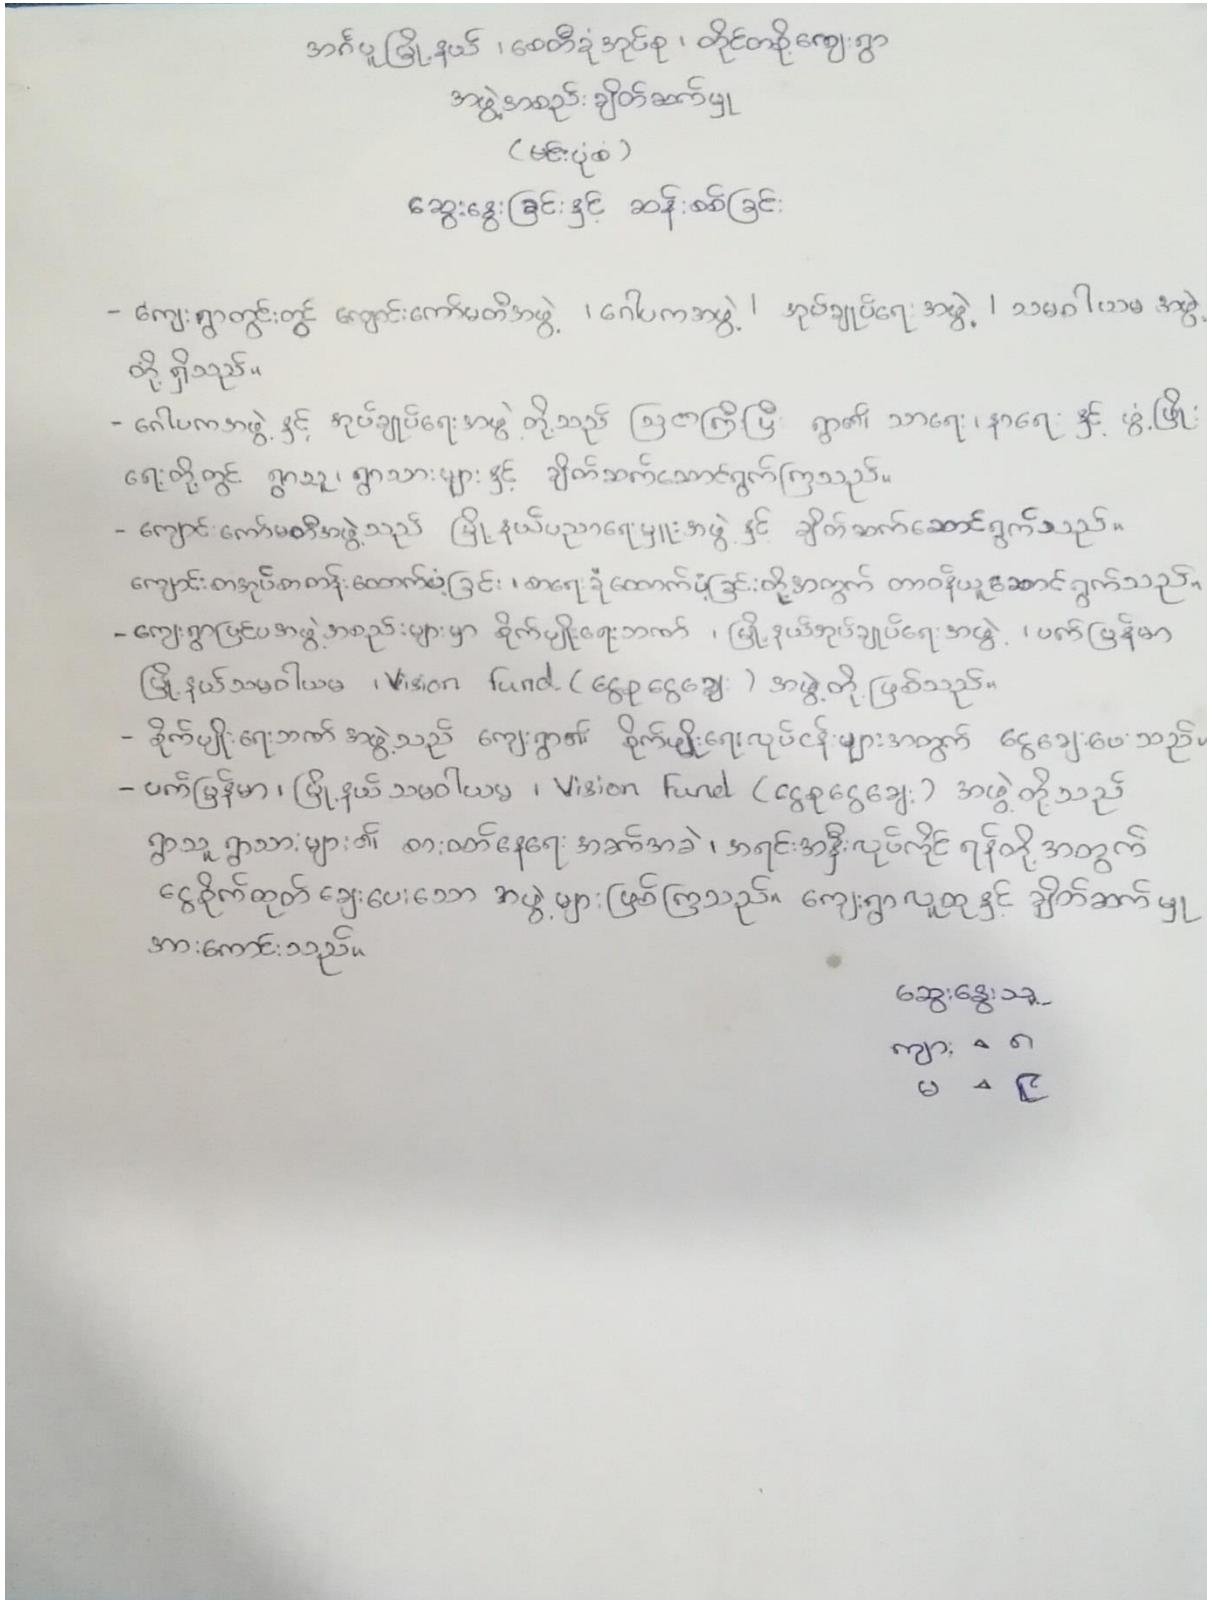 အင်္ဂပူမြို့နယ် ၊ စေတီခုံအုပ်စု ၊ တိုင်တစို့ကျေးရွာ
အဖွဲ့အစည်းချိတ်ဆက်မှု
(မင်းပုံစံ)
ဆွေးနွေးခြင်းနှင့် ဆန်းစစ်ခြင်း
- ကျေးရွာတွင်းတွင် ကျောင်းကော်မတီအဖွဲ့ ၊ ဂေါပကအဖွဲ့ ၊ အုပ်ချုပ်ရေးအဖွဲ့ ၊ သမဝါယမ အဖွဲ့
တို့ ရှိသည်။
- ဂေါပကအဖွဲ့ နှင့် အုပ်ချုပ်ရေးအဖွဲ့ တို့သည် သြဇာကြီးပြီး ရွာ၏ သာရေး ၊ နာရေး နှင့် ဖွံ့ဖြိုး
ရေးတို့တွင် ရွာသူ ၊ ရွာသားများနှင့် ချိတ်ဆက်ဆောင်ရွက်ကြသည်။
- ကျောင်းကော်မတီအဖွဲ့သည် မြို့နယ်ပညာရေးမှူးအဖွဲ့ နှင့် ချိတ်ဆက်ဆောင်ရွက်သည်။
ကျောင်းစာအုပ်စာတန်းထောက်ပံ့ခြင်း ၊ စာရေးခုံထောက်ပံ့ခြင်းတို့အတွက် တာဝန်ယူဆောင်ရွက်သည်။
- ကျေးရွာပြင်ပအဖွဲ့အစည်းများမှာ စိုက်ပျိုးရေးဘဏ် ၊ မြို့နယ်အုပ်ချုပ်ရေးအဖွဲ့ ၊ ပက်မြန်မာ
မြို့နယ်သမဝါယမ ၊ Vision Fund (ငွေစုငွေချေး) အဖွဲ့တို့ဖြစ်သည်။
- စိုက်ပျိုးရေးဘဏ်အဖွဲ့သည် ကျေးရွာ၏ စိုက်ပျိုးရေးလုပ်ငန်းများအတွက် ငွေချေးပေးသည်။
- ပက်မြန်မာ ၊ မြို့နယ်သမဝါယမ ၊ Vision Fund (ငွေစုငွေချေး) အဖွဲ့တို့သည်
ရွာသူ ရွာသားများ၏ စားဝတ်နေရေးအခက်အခဲ ၊ အရင်းအနှီးလုပ်ကိုင်ရန်တို့အတွက်
ငွေစိုက်ထုတ်ချေးပေးသော အဖွဲ့များဖြစ်ကြသည်။ ကျေးရွာလူထုနှင့် ချိတ်ဆက်မှု
အားကောင်းသည်။
ဆွေးနွေးသူ
ကျား - ၈
မ - ၉